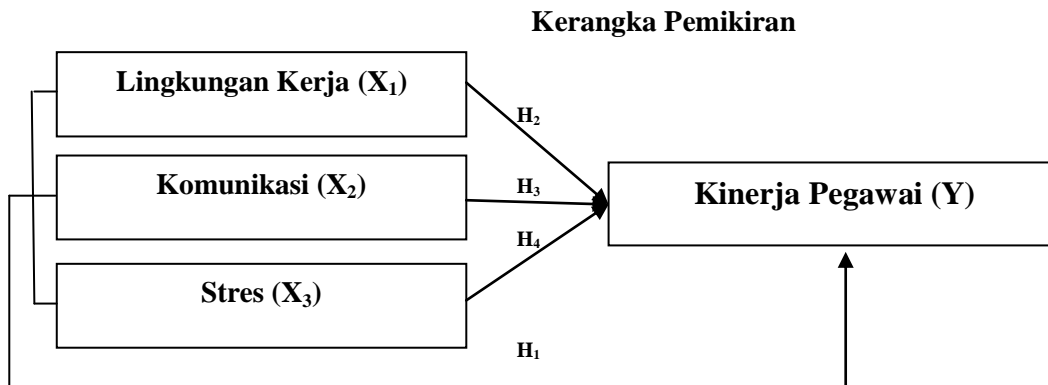 Kerangka Pemikiran
Lingkungan Kerja (X₁)
H₂
Komunikasi (X₂)
H₃
Kinerja Pegawai (Y)
H₄
Stres (X₃)
H₁